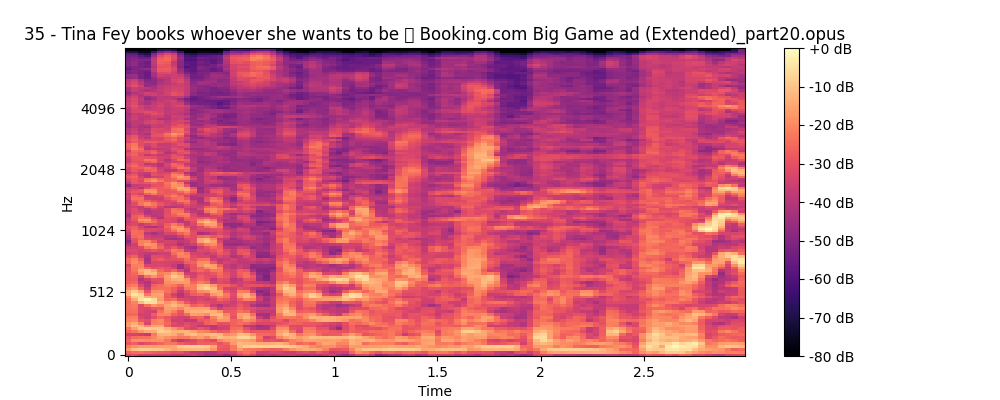 35 - Tina Fey books whoever she wants to be ▯ Booking.com Big Game ad (Extended)_part20.opus
+0 dB
4096
-10 dB
-20 dB
2048
-30 dB
Hz
1024
-40 dB
-50 dB
512
-60 dB
-70 dB
0
-80 dB
0 0.5 1 1.5 2 2.5
Time